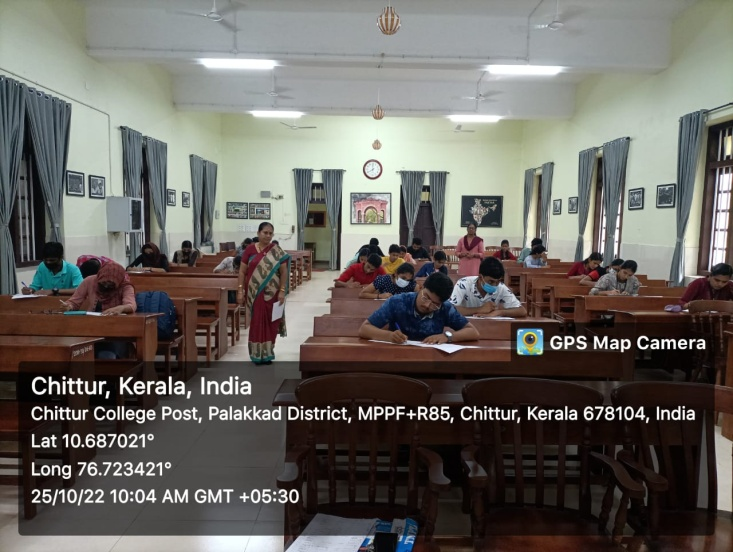 GPS Map Camera
Chittur, Kerala, India
Chittur College Post, Palakkad District, MPPF+R85, Chittur, Kerala 678104, India
Lat 10.687021°
Long 76.723421°
25/10/22 10:04 AM GMT +05:30